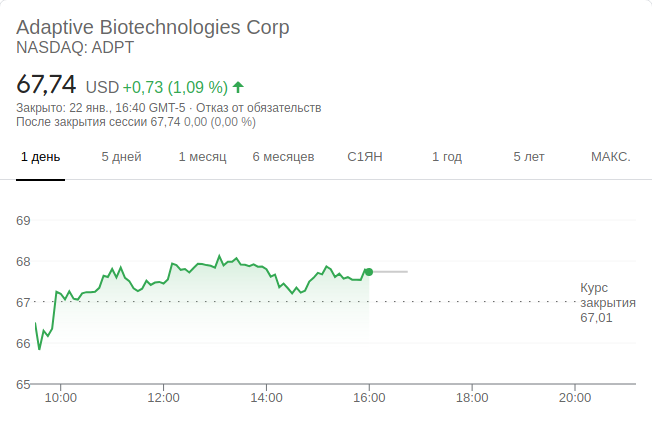 Adaptive Biotechnologies Corp
NASDAQ: ADPT
67,74 USD +0,73 (1,09 %)
Закрыто: 22 янв., 16:40 GMT-5 · Отказ от обязательств
После закрытия сессии 67,74 0,00 (0,00 %)
1 день 5 дней 1 месяц 6 месяцев С1ЯН 1 год 5 лет МАКС.
69
68
67
66
65
Курс
закрытия
67,01
10:00 12:00 14:00 16:00 18:00 20:00